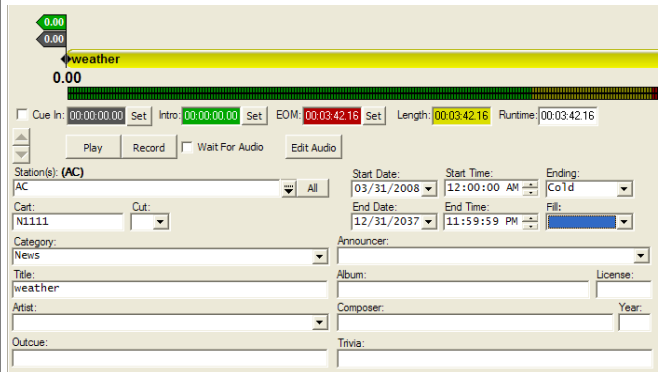 0.00
0.00
weather
0.00
Cue In: 00:00:00.00 Set Intro: 00:00:00.00 Set EOM: 00:03:42.16 Set Length: 00:03:42.16 Runtime: 00:03:42.16
Play Record Wait For Audio Edit Audio
Station(s): (AC) Start Date: Start Time: Ending:
AC All 03/31/2008 12:00:00 AM Cold
Cart: Cut: End Date: End Time: Fill:
N1111 12/31/2037 11:59:59 PM
Category: Announcer:
News
Title: Album: License:
weather
Artist: Composer: Year:
Outcue: Trivia: